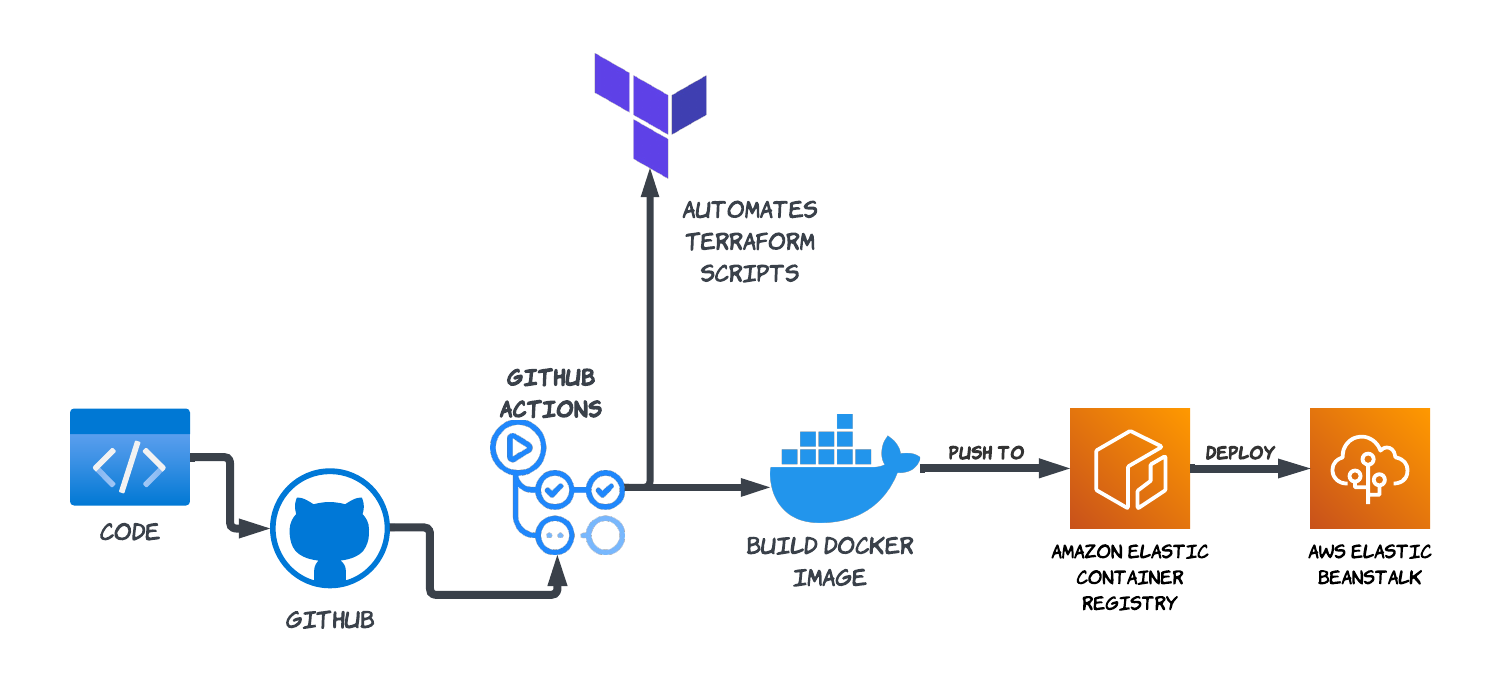 AUTOMATES
TERRAFORM
SCRIPTS
GITHUB
ACTIONS
CODE
GITHUB
BUILD DOCKER
IMAGE
PUSH TO
DEPLOY
AMAZON ELASTIC
CONTAINER
REGISTRY
AWS ELASTIC
BEANSTALK